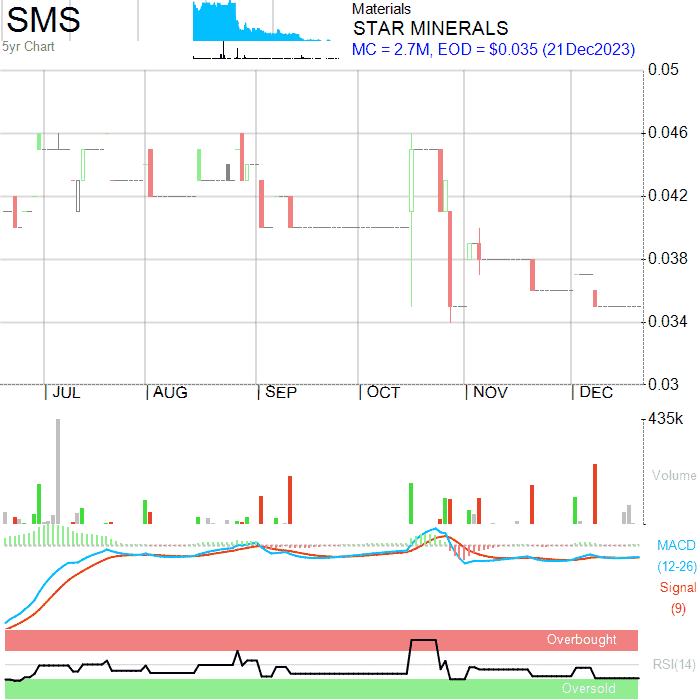 SMS
5yr Chart
Materials
STAR MINERALS
MC = 2.7M, EOD = $0.035 (21Dec2023)
0.05
0.046
0.042
0.038
0.034
0.03
JUL AUG SEP OCT NOV DEC
435k
Volume
MACD
(12-26)
Signal
(9)
Overbought
RSI(14)
Oversold